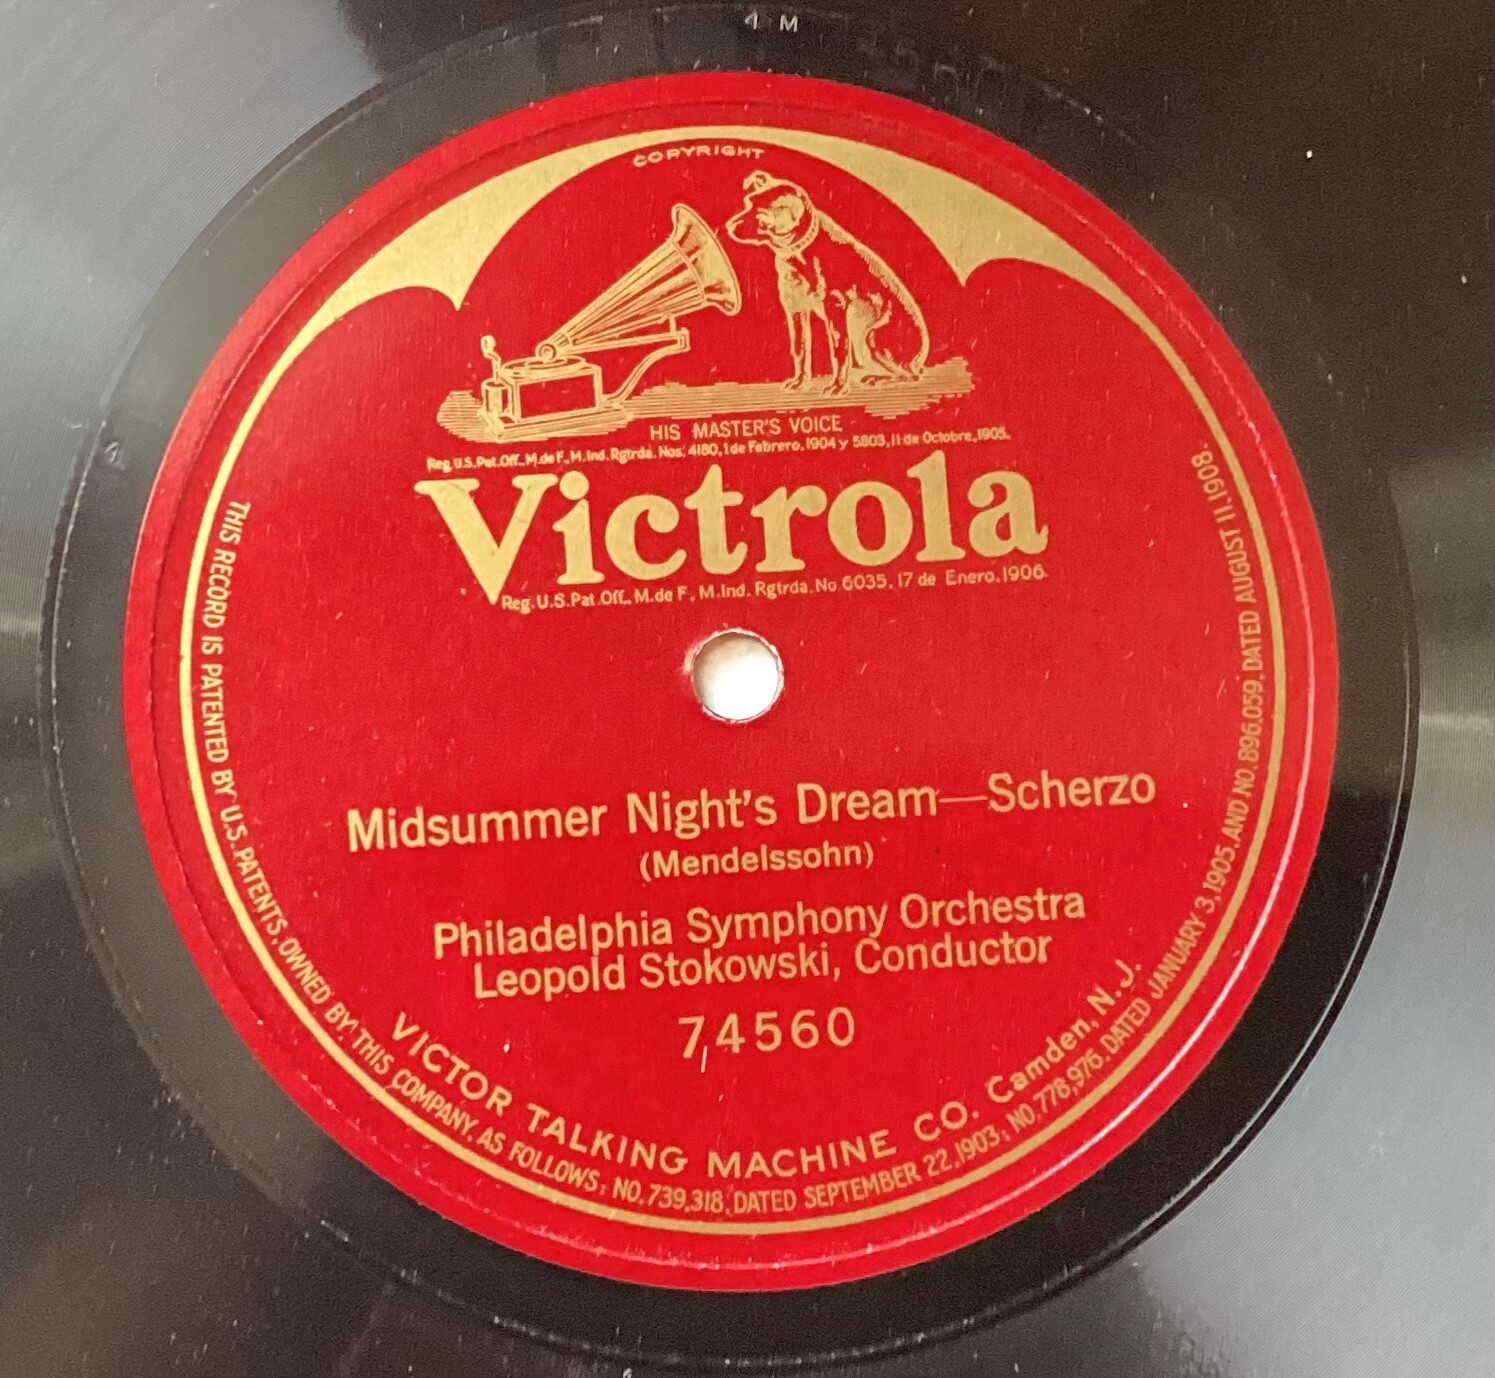 4 M
COPYRIGHT
HIS MASTER'S VOICE
Reg.U.S.Pat.Off., M.de F., M.Ind. Rgtrda. Nos. 4180, 1 de Febrero, 1904 y 5803, 11 de Octubre, 1905.
Victrola
Reg. U.S. Pat. Off., M. de F., M. Ind. Rgtrda. No 6035, 17 de Enero, 1906.
Midsummer Night's Dream—Scherzo
(Mendelssohn)
Philadelphia Symphony Orchestra
Leopold Stokowski, Conductor
74560
VICTOR TALKING MACHINE CO. Camden, N. J.
THIS RECORD IS PATENTED BY U.S. PATENTS, OWNED BY THIS COMPANY, AS FOLLOWS: NO. 739,318, DATED SEPTEMBER 22, 1903; NO. 778,976, DATED JANUARY 3, 1905, AND NO. 896,059, DATED AUGUST 11, 1908.